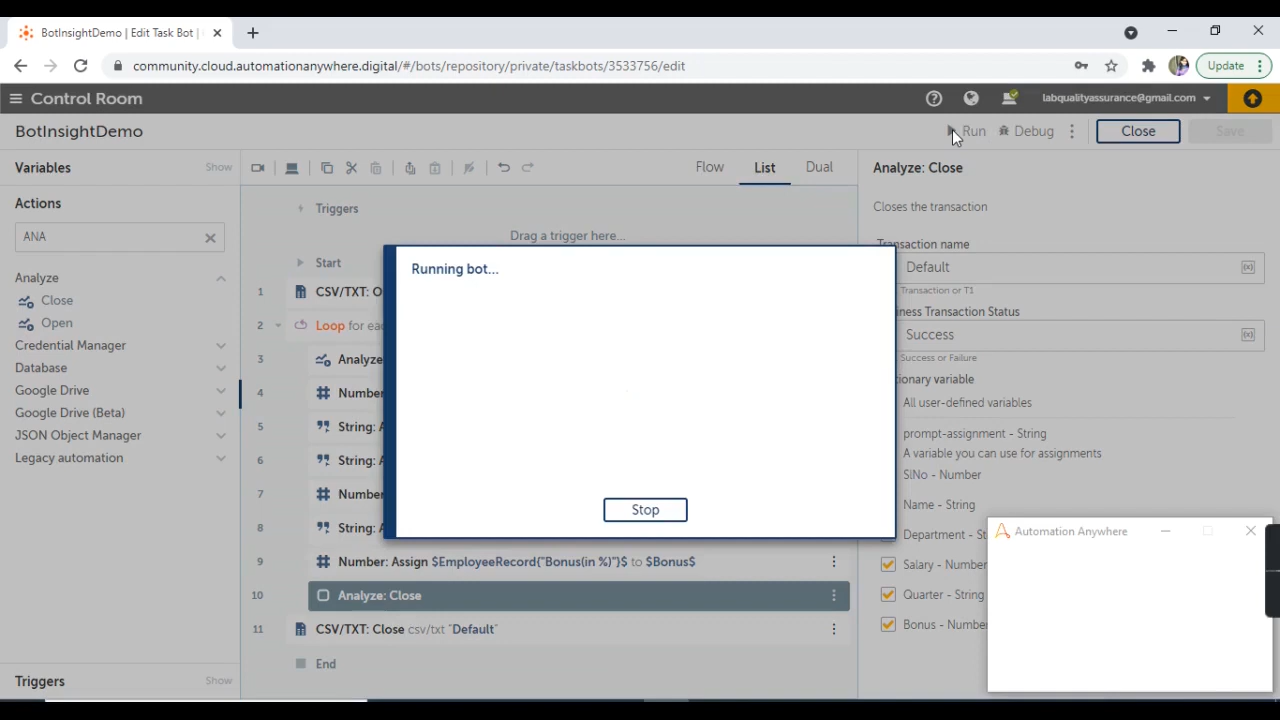 BotInsightDemo | Edit Task Bot |
community.cloud.automationanywhere.digital/#/bots/repository/private/taskbots/3533756/edit
Update
Control Room
labqualityassurance@gmail.com
BotInsightDemo
Run
Debug
Close
Save
Variables
Show
Flow
List
Dual
Analyze: Close
Actions
Triggers
Closes the transaction
ANA
Drag a trigger here...
Transaction name
Start
Running bot...
Default
Analyze
Transaction or T1
Close
1
CSV/TXT: O
iness Transaction Status
Open
2
Loop for eac
Success
Credential Manager
Success or Failure
Database
3
Analyze
tionary variable
Google Drive
4
Number
All user-defined variables
Google Drive (Beta)
5
String: A
prompt-assignment - String
JSON Object Manager
A variable you can use for assignments
Legacy automation
6
String: A
SlNo - Number
7
Number
Name - String
Stop
8
String: A
Department - St
Automation Anywhere
9
Number: Assign $EmployeeRecord{"Bonus(in %)"}$ to $Bonus$
Salary - Number
10
Analyze: Close
Quarter - String
11
CSV/TXT: Close csv/txt "Default"
Bonus - Number
End
Triggers
Show